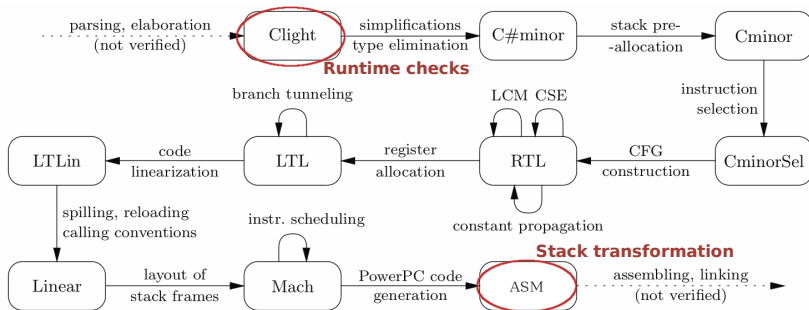 parsing, elaboration
(not verified)
Clight
simplifications
type elimination
C#minor
stack pre-
-allocation
Cminor
Runtime checks
instruction
selection
branch tunneling
LCM CSE
LTLin
code
linearization
LTL
register
allocation
RTL
CFG
construction
CminorSel
constant propagation
spilling, reloading
calling conventions
instr. scheduling
Stack transformation
Linear
layout of
stack frames
Mach
PowerPC code
generation
ASM
assembling, linking
(not verified)